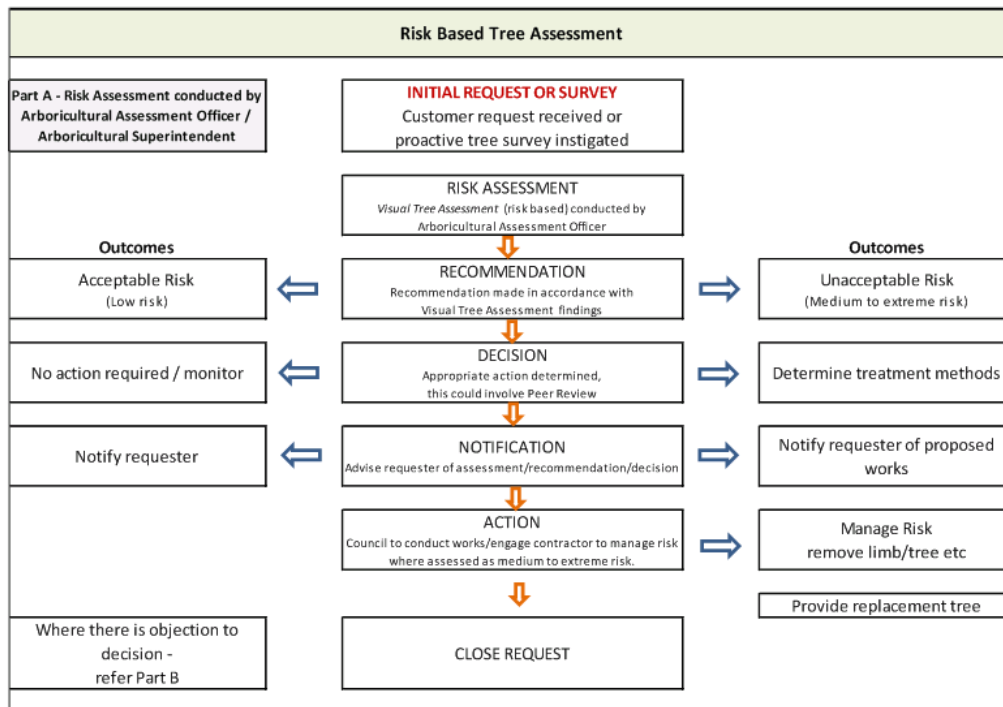 Risk Based Tree Assessment
Part A - Risk Assessment conducted by
Arboricultural Assessment Officer /
Arboricultural Superintendent
INITIAL REQUEST OR SURVEY
Customer request received or
proactive tree survey instigated
RISK ASSESSMENT
Visual Tree Assessment (risk based) conducted by
Arboricultural Assessment Officer
Outcomes
Outcomes
Acceptable Risk
(Low risk)
RECOMMENDATION
Recommendation made in accordance with
Visual Tree Assessment findings
Unacceptable Risk
(Medium to extreme risk)
No action required / monitor
DECISION
Appropriate action determined,
this could involve Peer Review
Determine treatment methods
Notify requester
NOTIFICATION
Advise requester of assessment/recommendation/decision
Notify requester of proposed
works
ACTION
Council to conduct works/engage contractor to manage risk
where assessed as medium to extreme risk.
Manage Risk
remove limb/tree etc
Provide replacement tree
Where there is objection to
decision -
refer Part B
CLOSE REQUEST